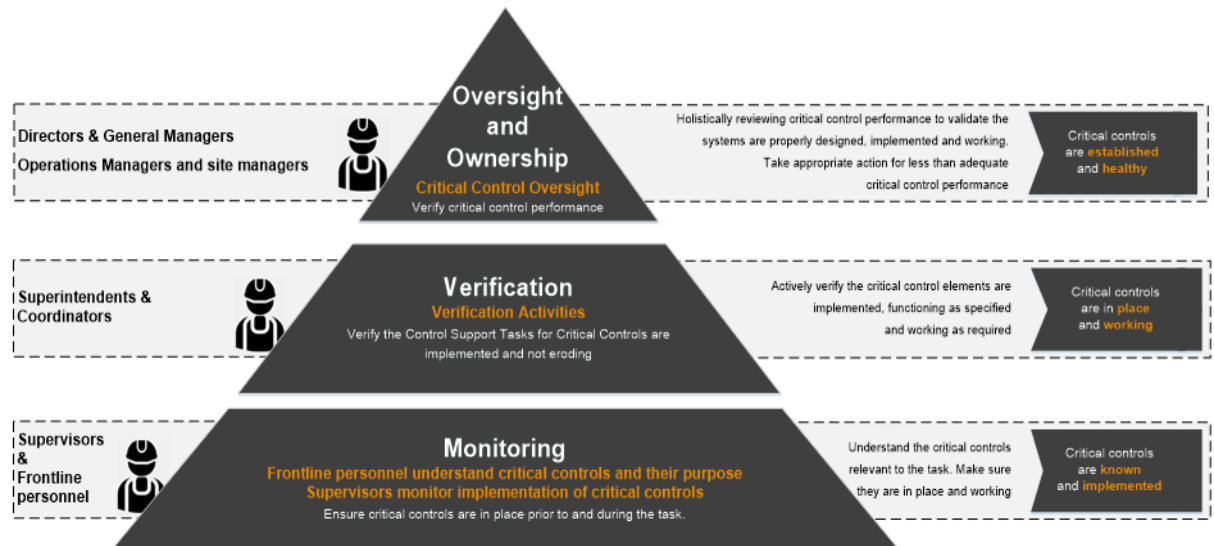 Directors & General Managers
Operations Managers and site managers
Oversight
and
Ownership
Critical Control Oversight
Verify critical control performance
Holistically reviewing critical control performance to validate the
systems are properly designed, implemented and working.
Take appropriate action for less than adequate
critical control performance
Critical controls
are established
and healthy
Superintendents &
Coordinators
Verification
Verification Activities
Verify the Control Support Tasks for Critical Controls are
implemented and not eroding
Actively verify the critical control elements are
implemented, functioning as specified
and working as required
Critical controls
are in place
and working
Supervisors
&
Frontline
personnel
Monitoring
Frontline personnel understand critical controls and their purpose
Supervisors monitor implementation of critical controls
Ensure critical controls are in place prior to and during the task.
Understand the critical controls
relevant to the task. Make sure
they are in place and working
Critical controls
are known
and implemented